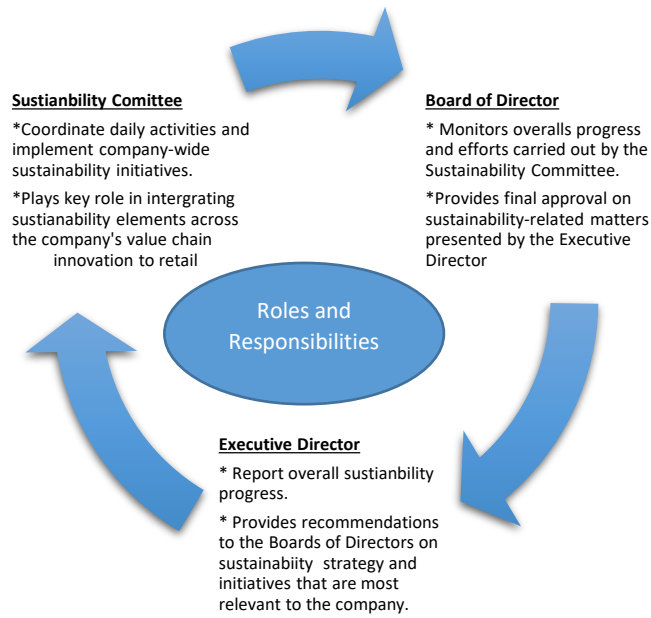 Sustianbility Comittee
*Coordinate daily activities and
implement company-wide
sustainability initiatives.
*Plays key role in intergrating
sustianability elements across
the company's value chain
innovation to retail
Board of Director
* Monitors overalls progress
and efforts carried out by the
Sustainability Committee.
*Provides final approval on
sustainability-related matters
presented by the Executive
Director
Roles and
Responsibilities
Executive Director
* Report overall sustianbility
progress.
* Provides recommendations
to the Boards of Directors on
sustainabiity strategy and
initiatives that are most
relevant to the company.